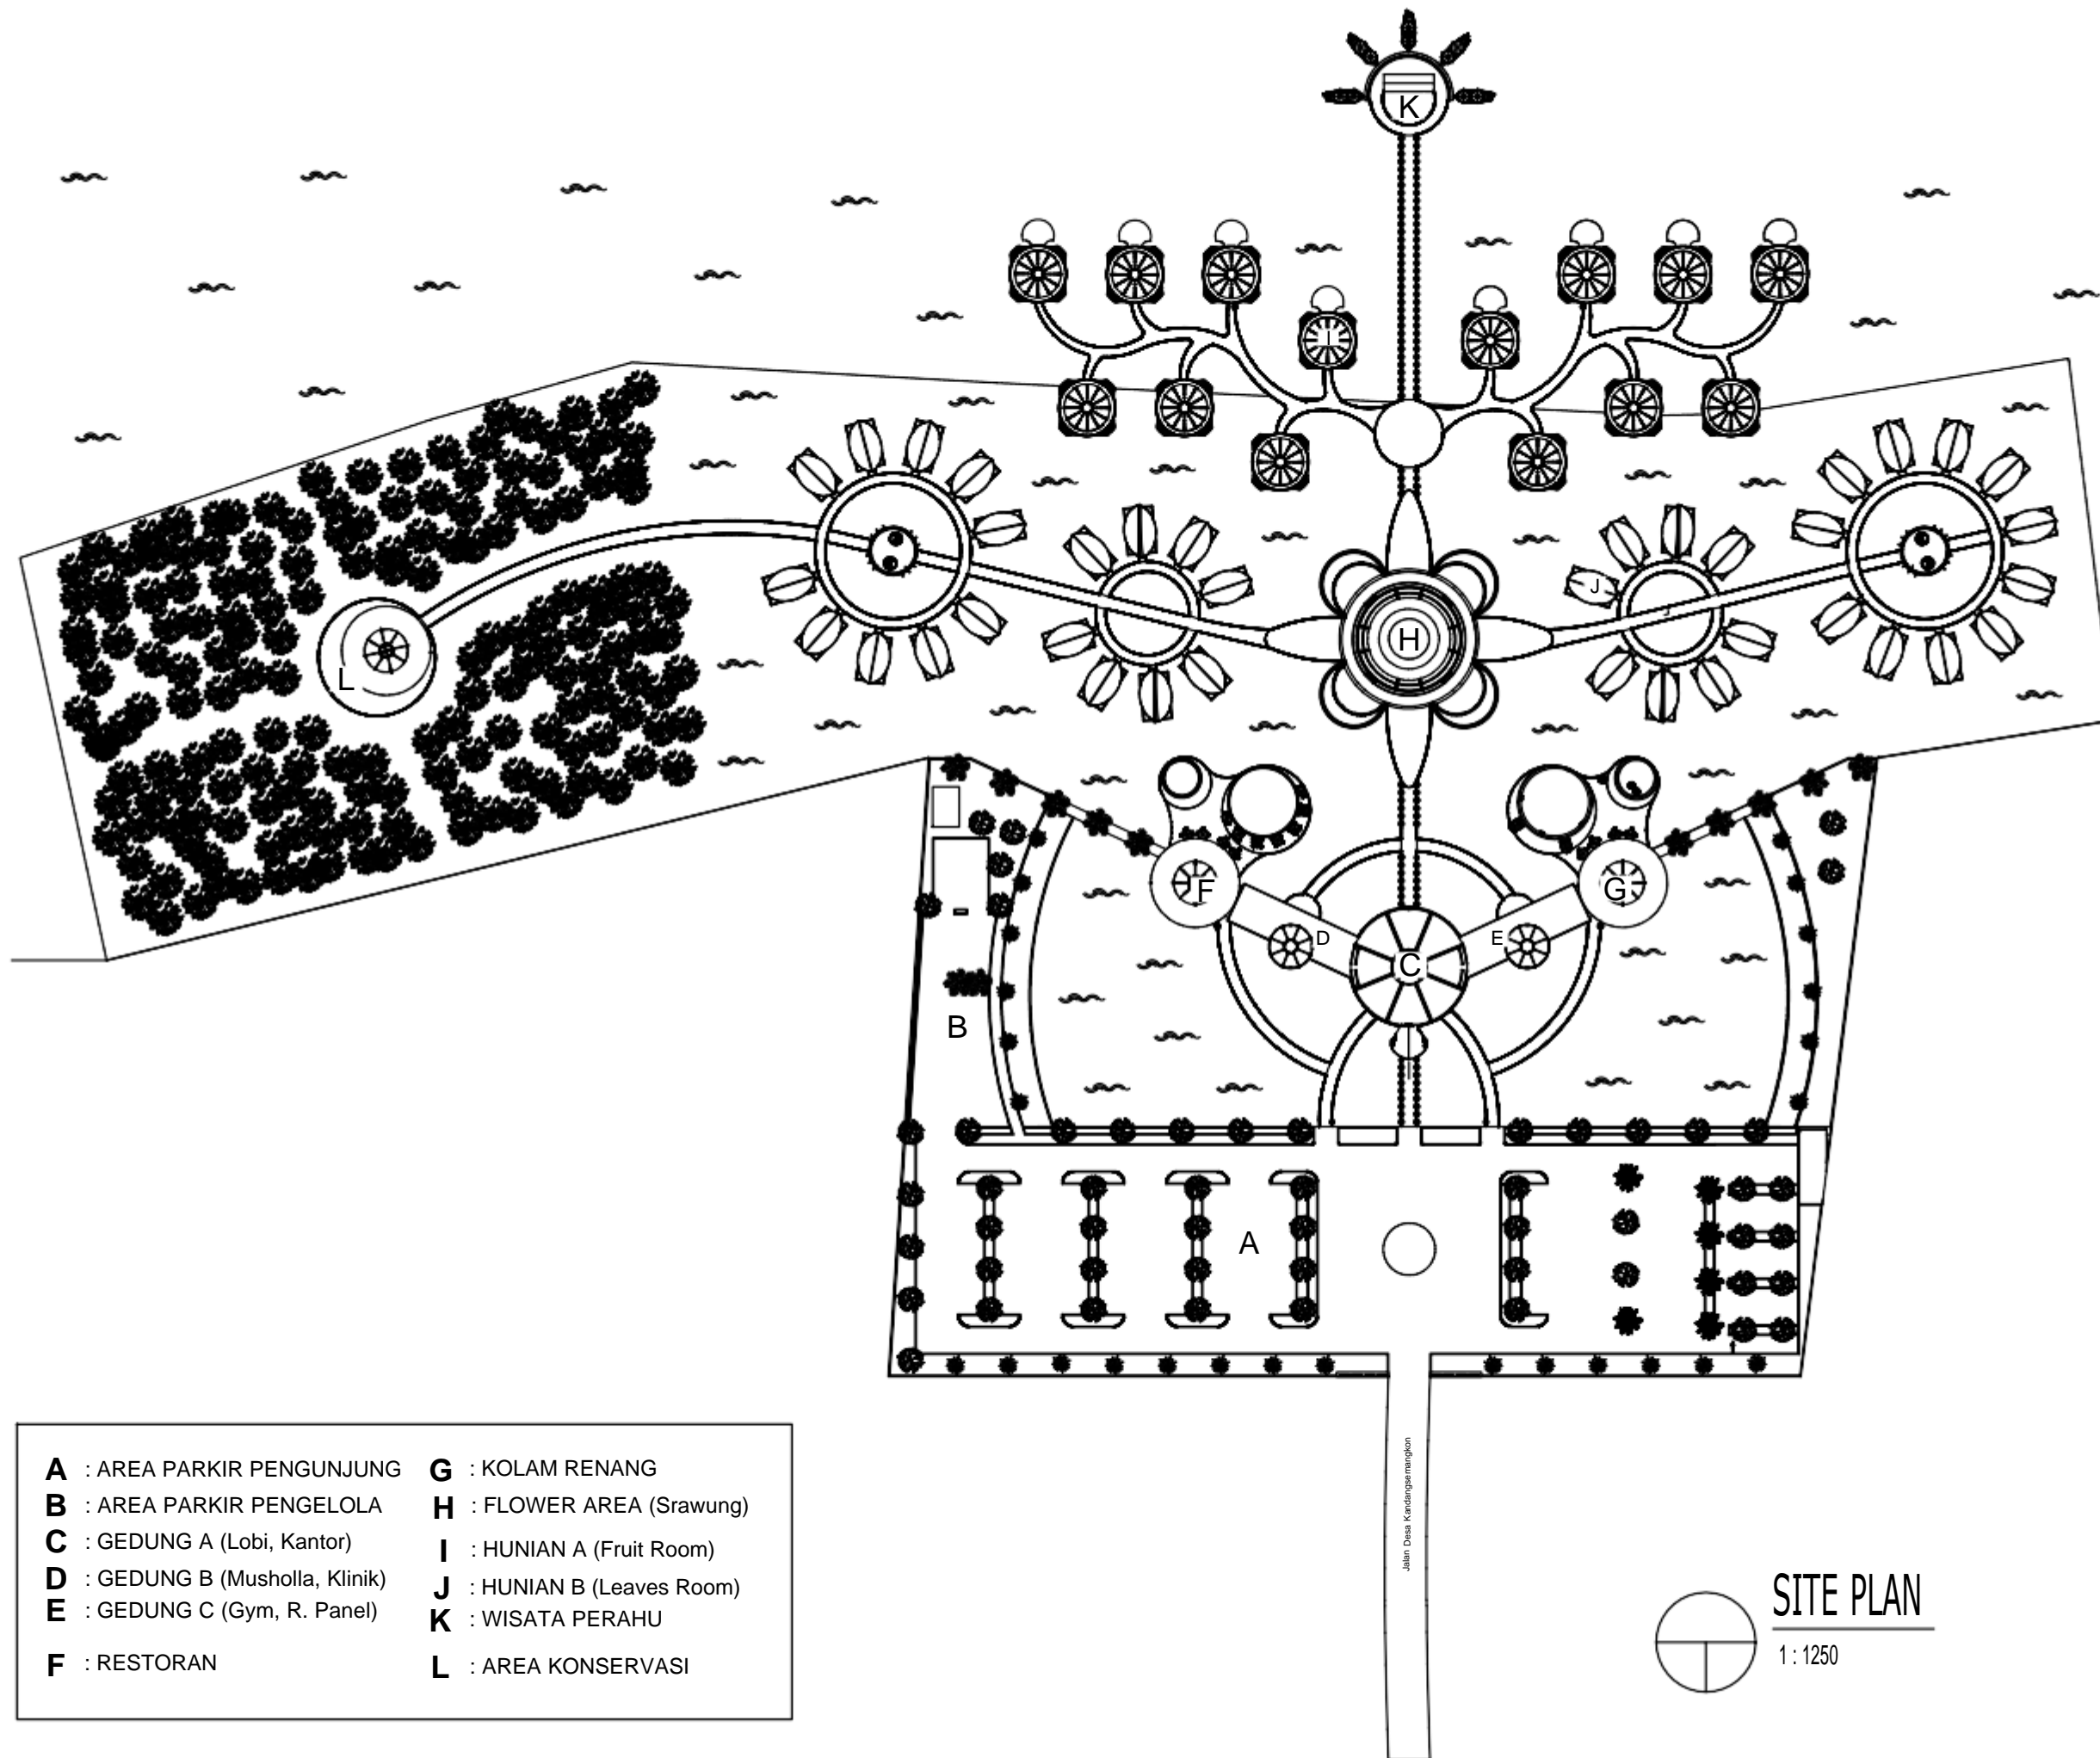 K
I
J
H
J
L
F
G
D
E
C
B
A
Jalan Desa Kandangsemangkon
A : AREA PARKIR PENGUNJUNG
B : AREA PARKIR PENGELOLA
C : GEDUNG A (Lobi, Kantor)
D : GEDUNG B (Musholla, Klinik)
E : GEDUNG C (Gym, R. Panel)
F : RESTORAN
G : KOLAM RENANG
H : FLOWER AREA (Srawung)
I : HUNIAN A (Fruit Room)
J : HUNIAN B (Leaves Room)
K : WISATA PERAHU
L : AREA KONSERVASI
SITE PLAN
1 : 1250